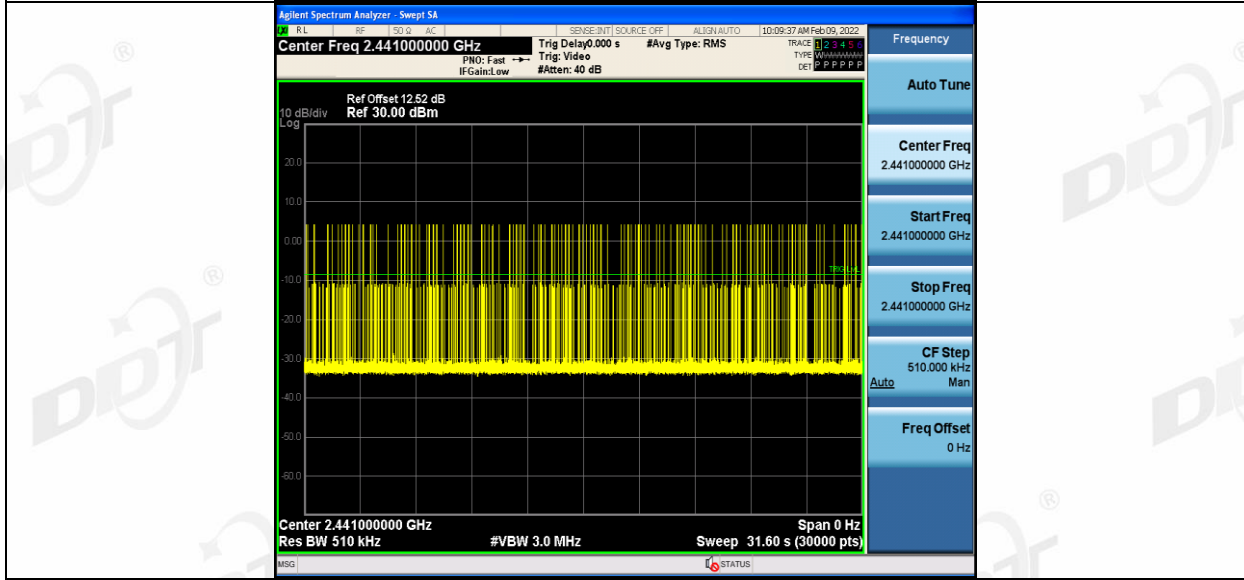 Agilent Spectrum Analyzer - Swept SA
RL RF 50 Ω AC SENSE:INT SOURCE OFF ALIGN AUTO 10:09:37 AM Feb 09, 2022
Center Freq 2.441000000 GHz
PNO: Fast
IFGain:Low
Trig Delay0.000 s
Trig: Video
#Atten: 40 dB
#Avg Type: RMS
TRACE 1 2 3 4 5 6
TYPE W
DET P P P P P P
Frequency
Ref Offset 12.52 dB
10 dB/div Ref 30.00 dBm
Log
20.0
10.0
0.00
-10.0
-20.0
-30.0
-40.0
-50.0
-60.0
TRIG LVL
Center 2.441000000 GHz Span 0 Hz
Res BW 510 kHz #VBW 3.0 MHz Sweep 31.60 s (30000 pts)
MSG STATUS
Auto Tune
Center Freq
2.441000000 GHz
Start Freq
2.441000000 GHz
Stop Freq
2.441000000 GHz
CF Step
510.000 kHz
Auto Man
Freq Offset
0 Hz
DDT
®
DDT
®
DDT
DDT
®